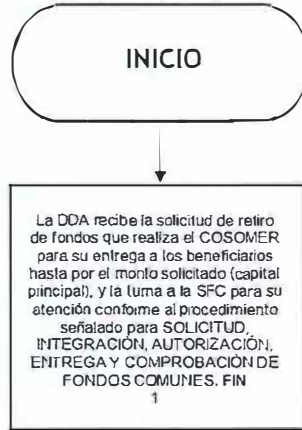 INICIO
La DDA recibe la solicitud de retiro
de fondos que realiza el COSOMER
para su entrega a los beneficiarios
hasta por el monto solicitado (capital
principal), y la turna a la SFC para su
atención conforme al procedimiento
señalado para SOLICITUD,
INTEGRACIÓN, AUTORIZACIÓN,
ENTREGA Y COMPROBACIÓN DE
FONDOS COMUNES. FIN
1